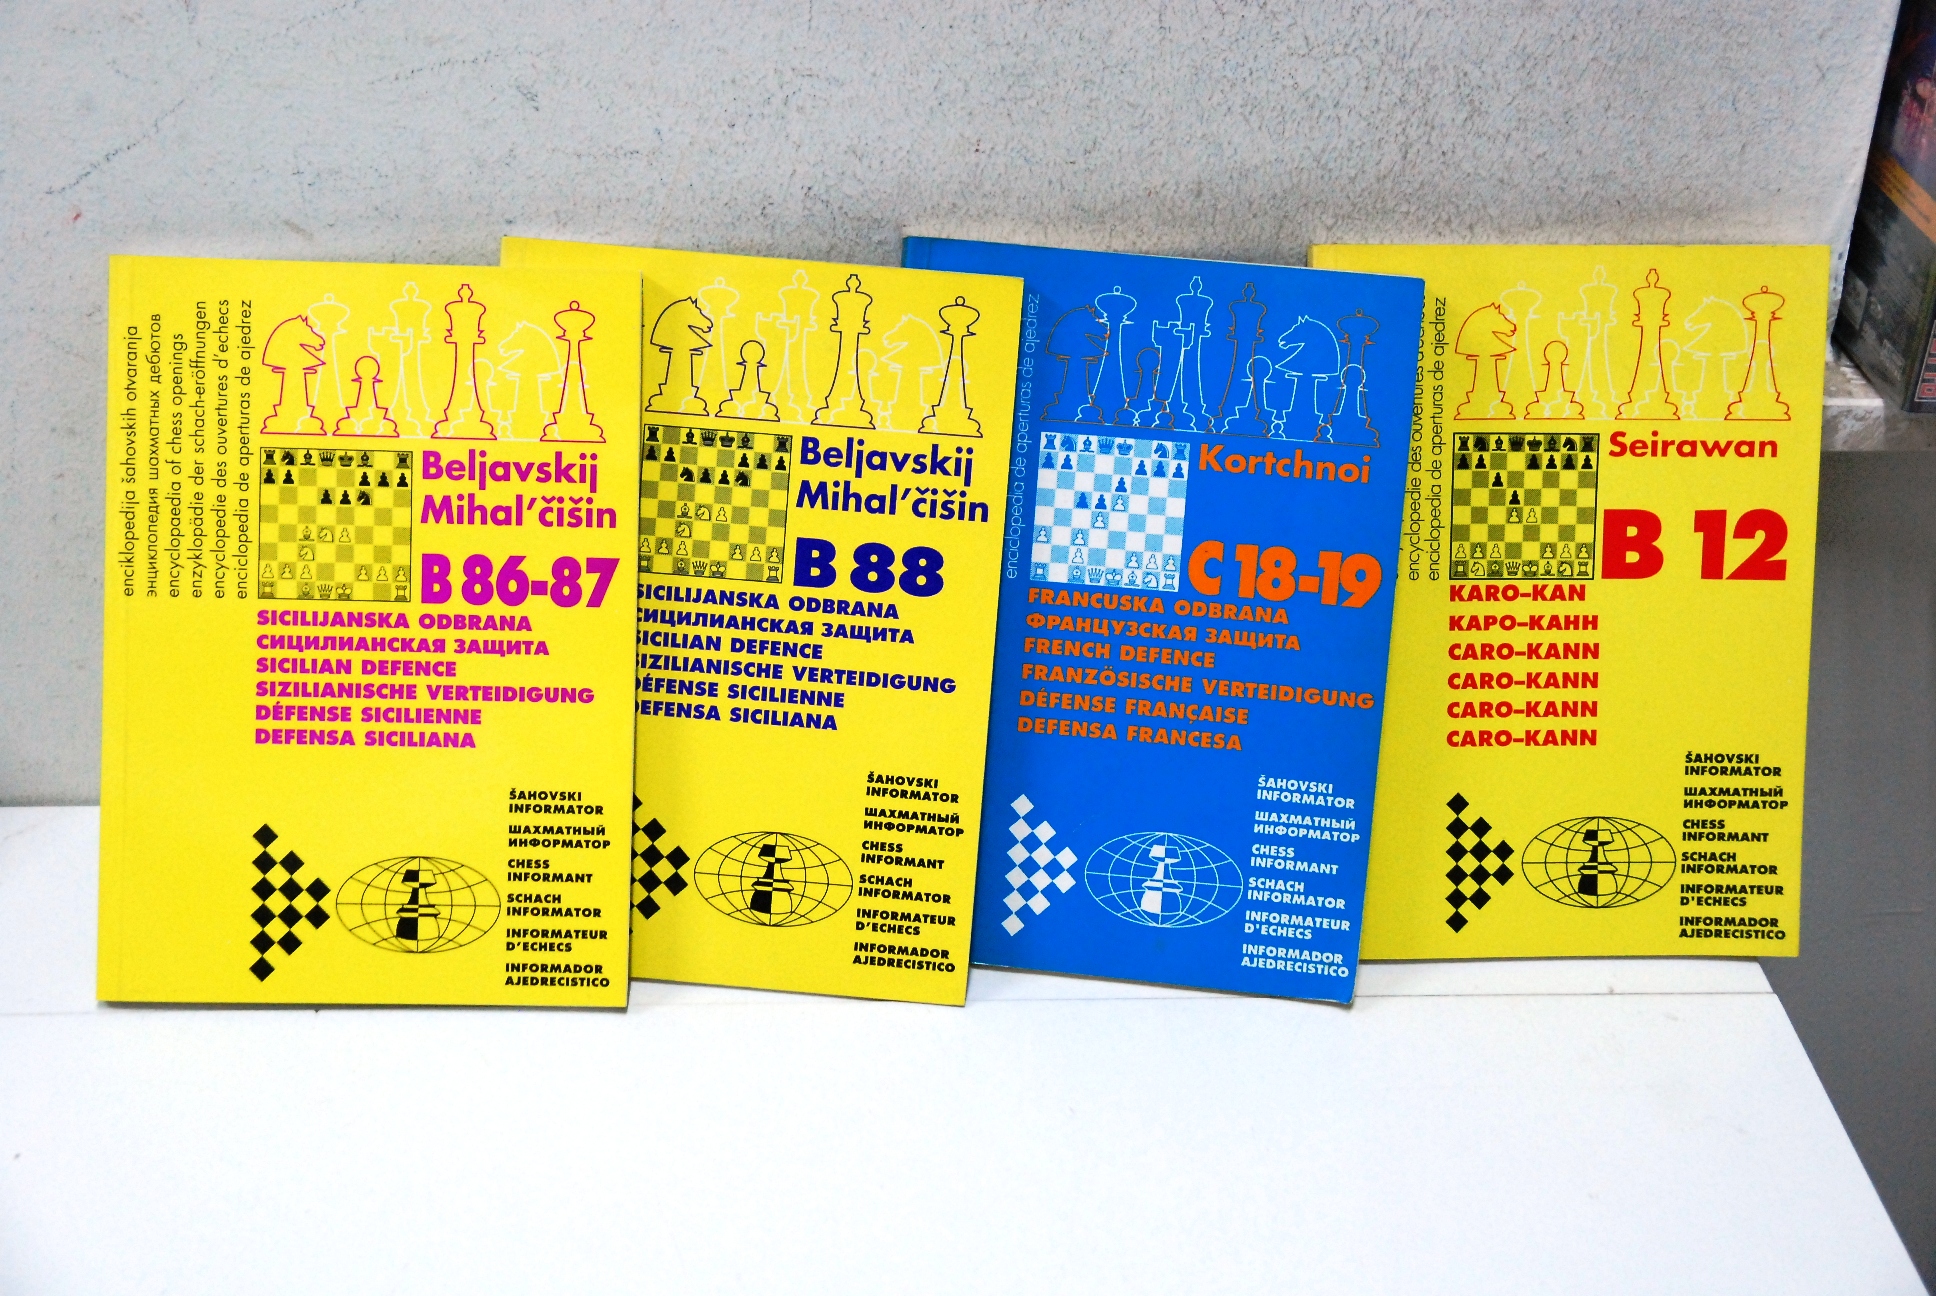 enciklopedija šahovskih otvaranja
энциклопедия шахматных дебютов
encyclopaedia of chess openings
enzyklopädie der schach-eröffnungen
encyclopedie des ouvertures d'echecs
enciclopedia de aperturas de ajedrez
Beljavskij
Mihal'čišin
B 86-87
SICILIJANSKA ODBRANA
СИЦИЛИАНСКАЯ ЗАЩИТА
SICILIAN DEFENCE
SIZILIANISCHE VERTEIDIGUNG
DÉFENSE SICILIENNE
DEFENSA SICILIANA
ŠAHOVSKI
INFORMATOR
ШАХМАТНЫЙ
ИНФОРМАТОР
CHESS
INFORMANT
SCHACH
INFORMATOR
INFORMATEUR
D'ECHECS
INFORMADOR
AJEDRECISTICO
Beljavskij
Mihal'čišin
B 88
SICILIJANSKA ODBRANA
СИЦИЛИАНСКАЯ ЗАЩИТА
SICILIAN DEFENCE
SIZILIANISCHE VERTEIDIGUNG
DÉFENSE SICILIENNE
DEFENSA SICILIANA
ŠAHOVSKI
INFORMATOR
ШАХМАТНЫЙ
ИНФОРМАТОР
CHESS
INFORMANT
SCHACH
INFORMATOR
INFORMATEUR
D'ECHECS
INFORMADOR
AJEDRECISTICO
enciclopedia de aperturas de ajedrez
Kortchnoi
C 18-19
FRANCUSKA ODBRANA
ФРАНЦУЗСКАЯ ЗАЩИТА
FRENCH DEFENCE
FRANZÖSISCHE VERTEIDIGUNG
DÉFENSE FRANÇAISE
DEFENSA FRANCESA
ŠAHOVSKI
INFORMATOR
ШАХМАТНЫЙ
ИНФОРМАТОР
CHESS
INFORMANT
SCHACH
INFORMATOR
INFORMATEUR
D'ECHECS
INFORMADOR
AJEDRECISTICO
encyclopedie des ouvertures
enciclopedia de aperturas de ajedrez
Seirawan
B 12
KARO–KAN
КАРО–КАНН
CARO–KANN
CARO–KANN
CARO–KANN
CARO–KANN
ŠAHOVSKI
INFORMATOR
ШАХМАТНЫЙ
ИНФОРМАТОР
CHESS
INFORMANT
SCHACH
INFORMATOR
INFORMATEUR
D'ECHECS
INFORMADOR
AJEDRECISTICO